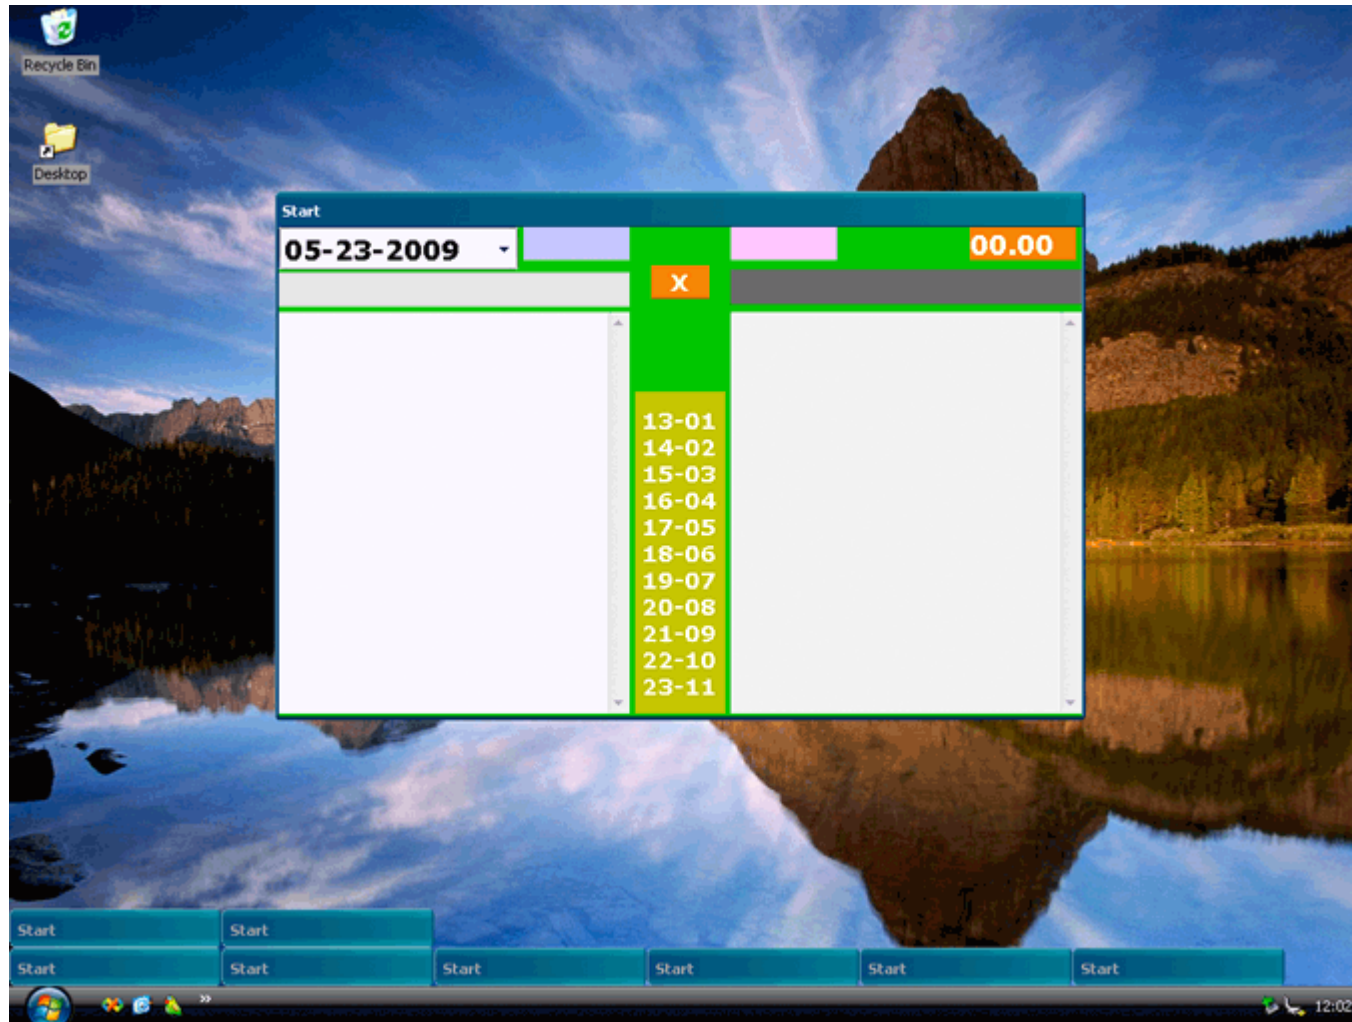 Recycle Bin
Desktop
Start
05-23-2009
00.00
X
13-01
14-02
15-03
16-04
17-05
18-06
19-07
20-08
21-09
22-10
23-11
Start Start
Start Start Start Start Start Start
»
12:02